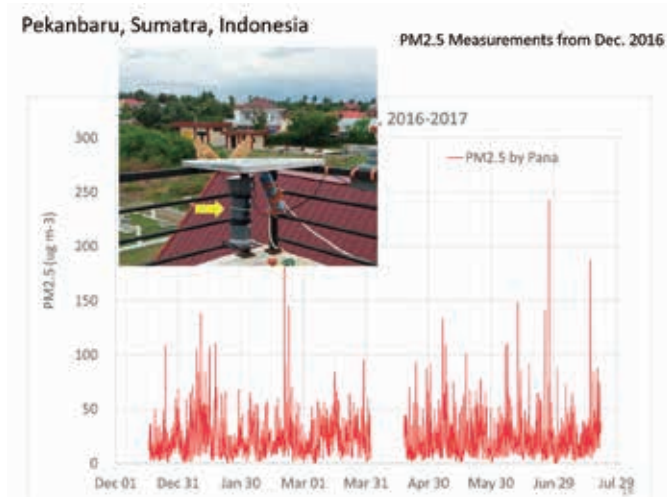 Pekanbaru, Sumatra, Indonesia
PM2.5 Measurements from Dec. 2016
, 2016-2017
PM2.5 by Pana
PM2.5 (ug m-3)
300
250
200
150
100
50
0
Dec 01 Dec 31 Jan 30 Mar 01 Mar 31 Apr 30 May 30 Jun 29 Jul 29